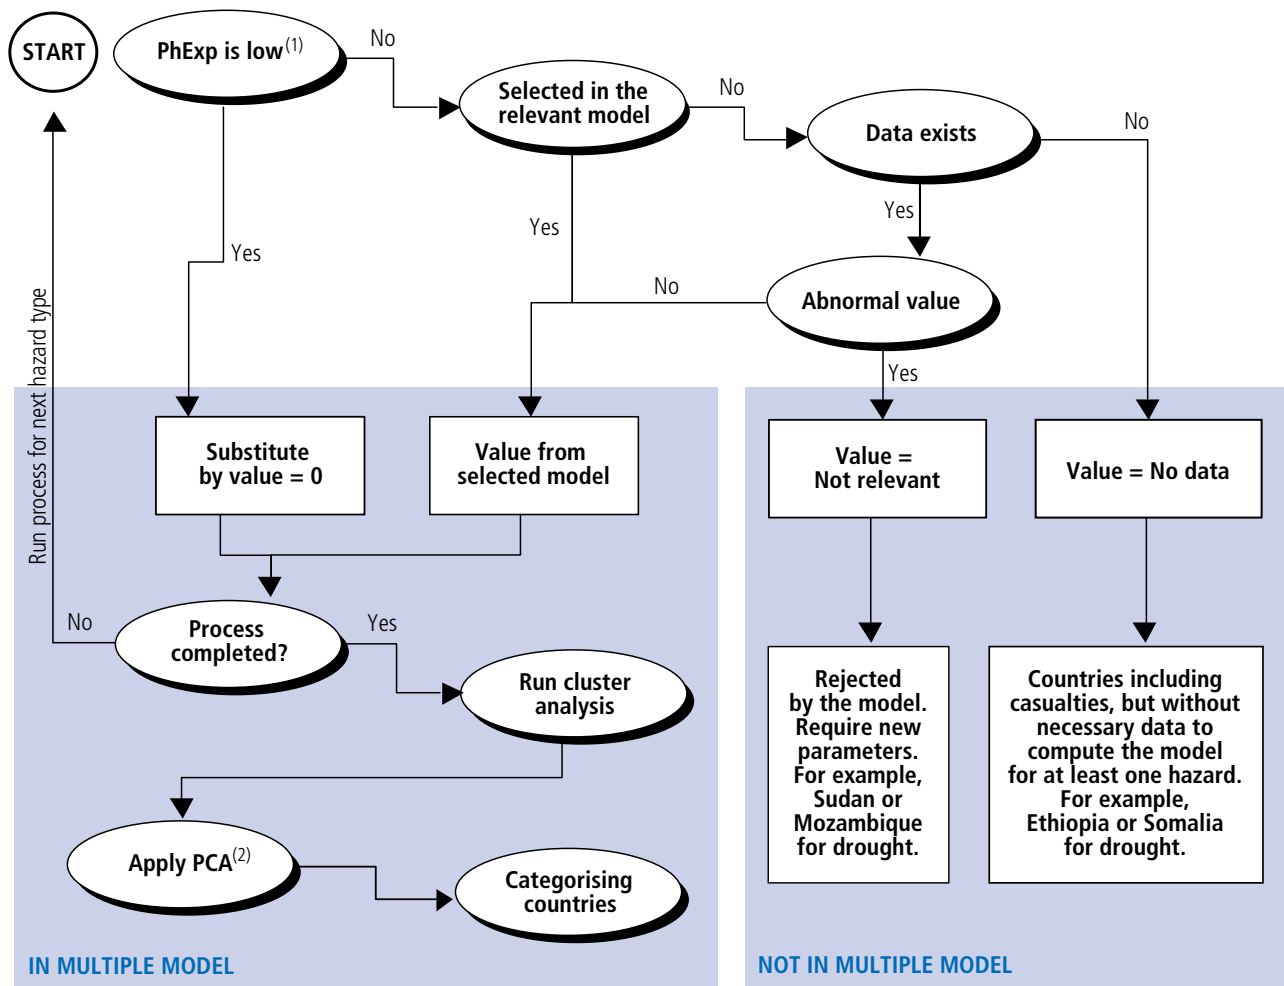 START
PhExp is low(1)
No
Selected in the
relevant model
No
Data exists
No
Yes
Yes
Yes
Abnormal value
No
Yes
Run process for next hazard type
Substitute
by value = 0
Value from
selected model
Value =
Not relevant
Value = No data
No
Process
completed?
Yes
Run cluster
analysis
Rejected
by the model.
Require new
parameters.
For example,
Sudan or
Mozambique
for drought.
Countries including
casualties, but without
necessary data to
compute the model
for at least one hazard.
For example,
Ethiopia or Somalia
for drought.
Apply PCA(2)
Categorising
countries
IN MULTIPLE MODEL
NOT IN MULTIPLE MODEL